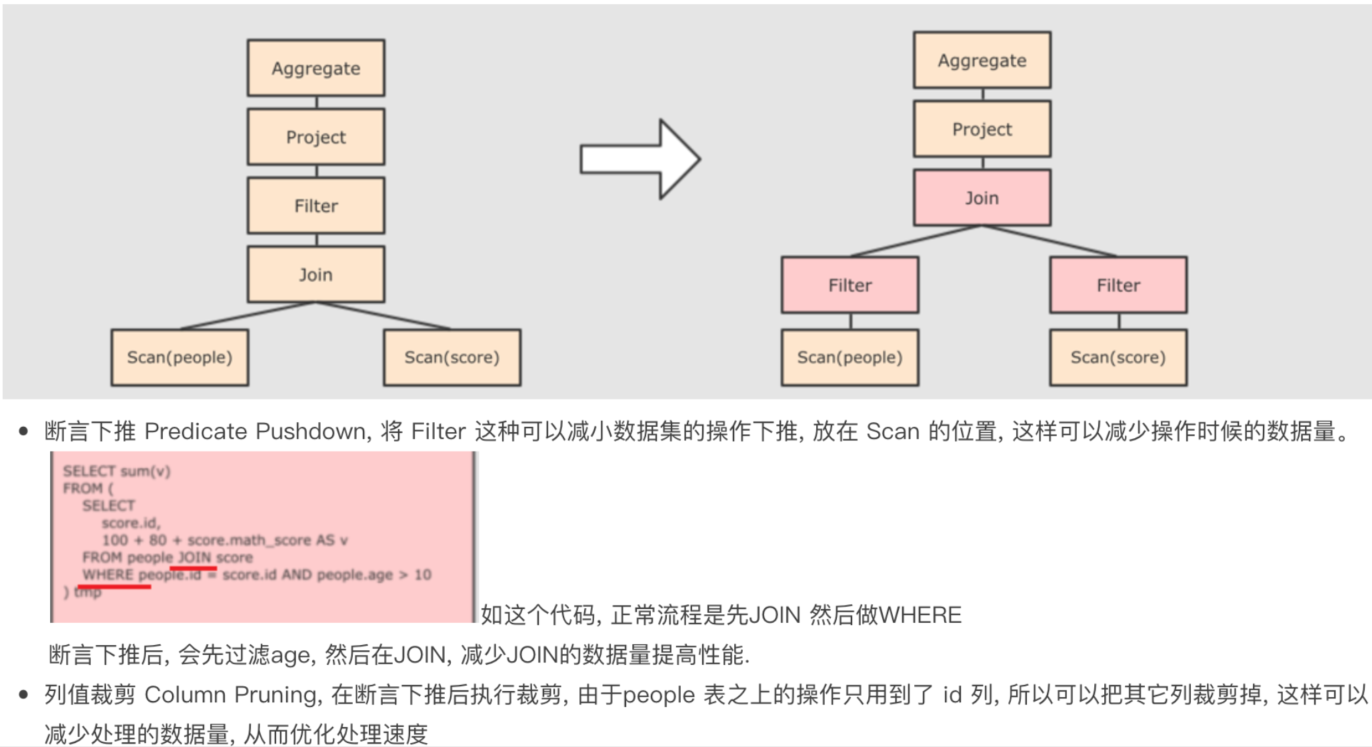 Aggregate
Project
Filter
Join
Scan(people)
Scan(score)
Aggregate
Project
Join
Filter
Filter
Scan(people)
Scan(score)
断言下推 Predicate Pushdown, 将 Filter 这种可以减小数据集的操作下推, 放在 Scan 的位置, 这样可以减少操作时候的数据量。
SELECT sum(v)
FROM (
SELECT
score.id,
100 + 80 + score.math_score AS v
FROM people JOIN score
WHERE people.id = score.id AND people.age > 10
) tmp
如这个代码, 正常流程是先JOIN 然后做WHERE
断言下推后, 会先过滤age, 然后在JOIN, 减少JOIN的数据量提高性能.
列值裁剪 Column Pruning, 在断言下推后执行裁剪, 由于people 表之上的操作只用到了 id 列, 所以可以把其它列裁剪掉, 这样可以
减少处理的数据量, 从而优化处理速度